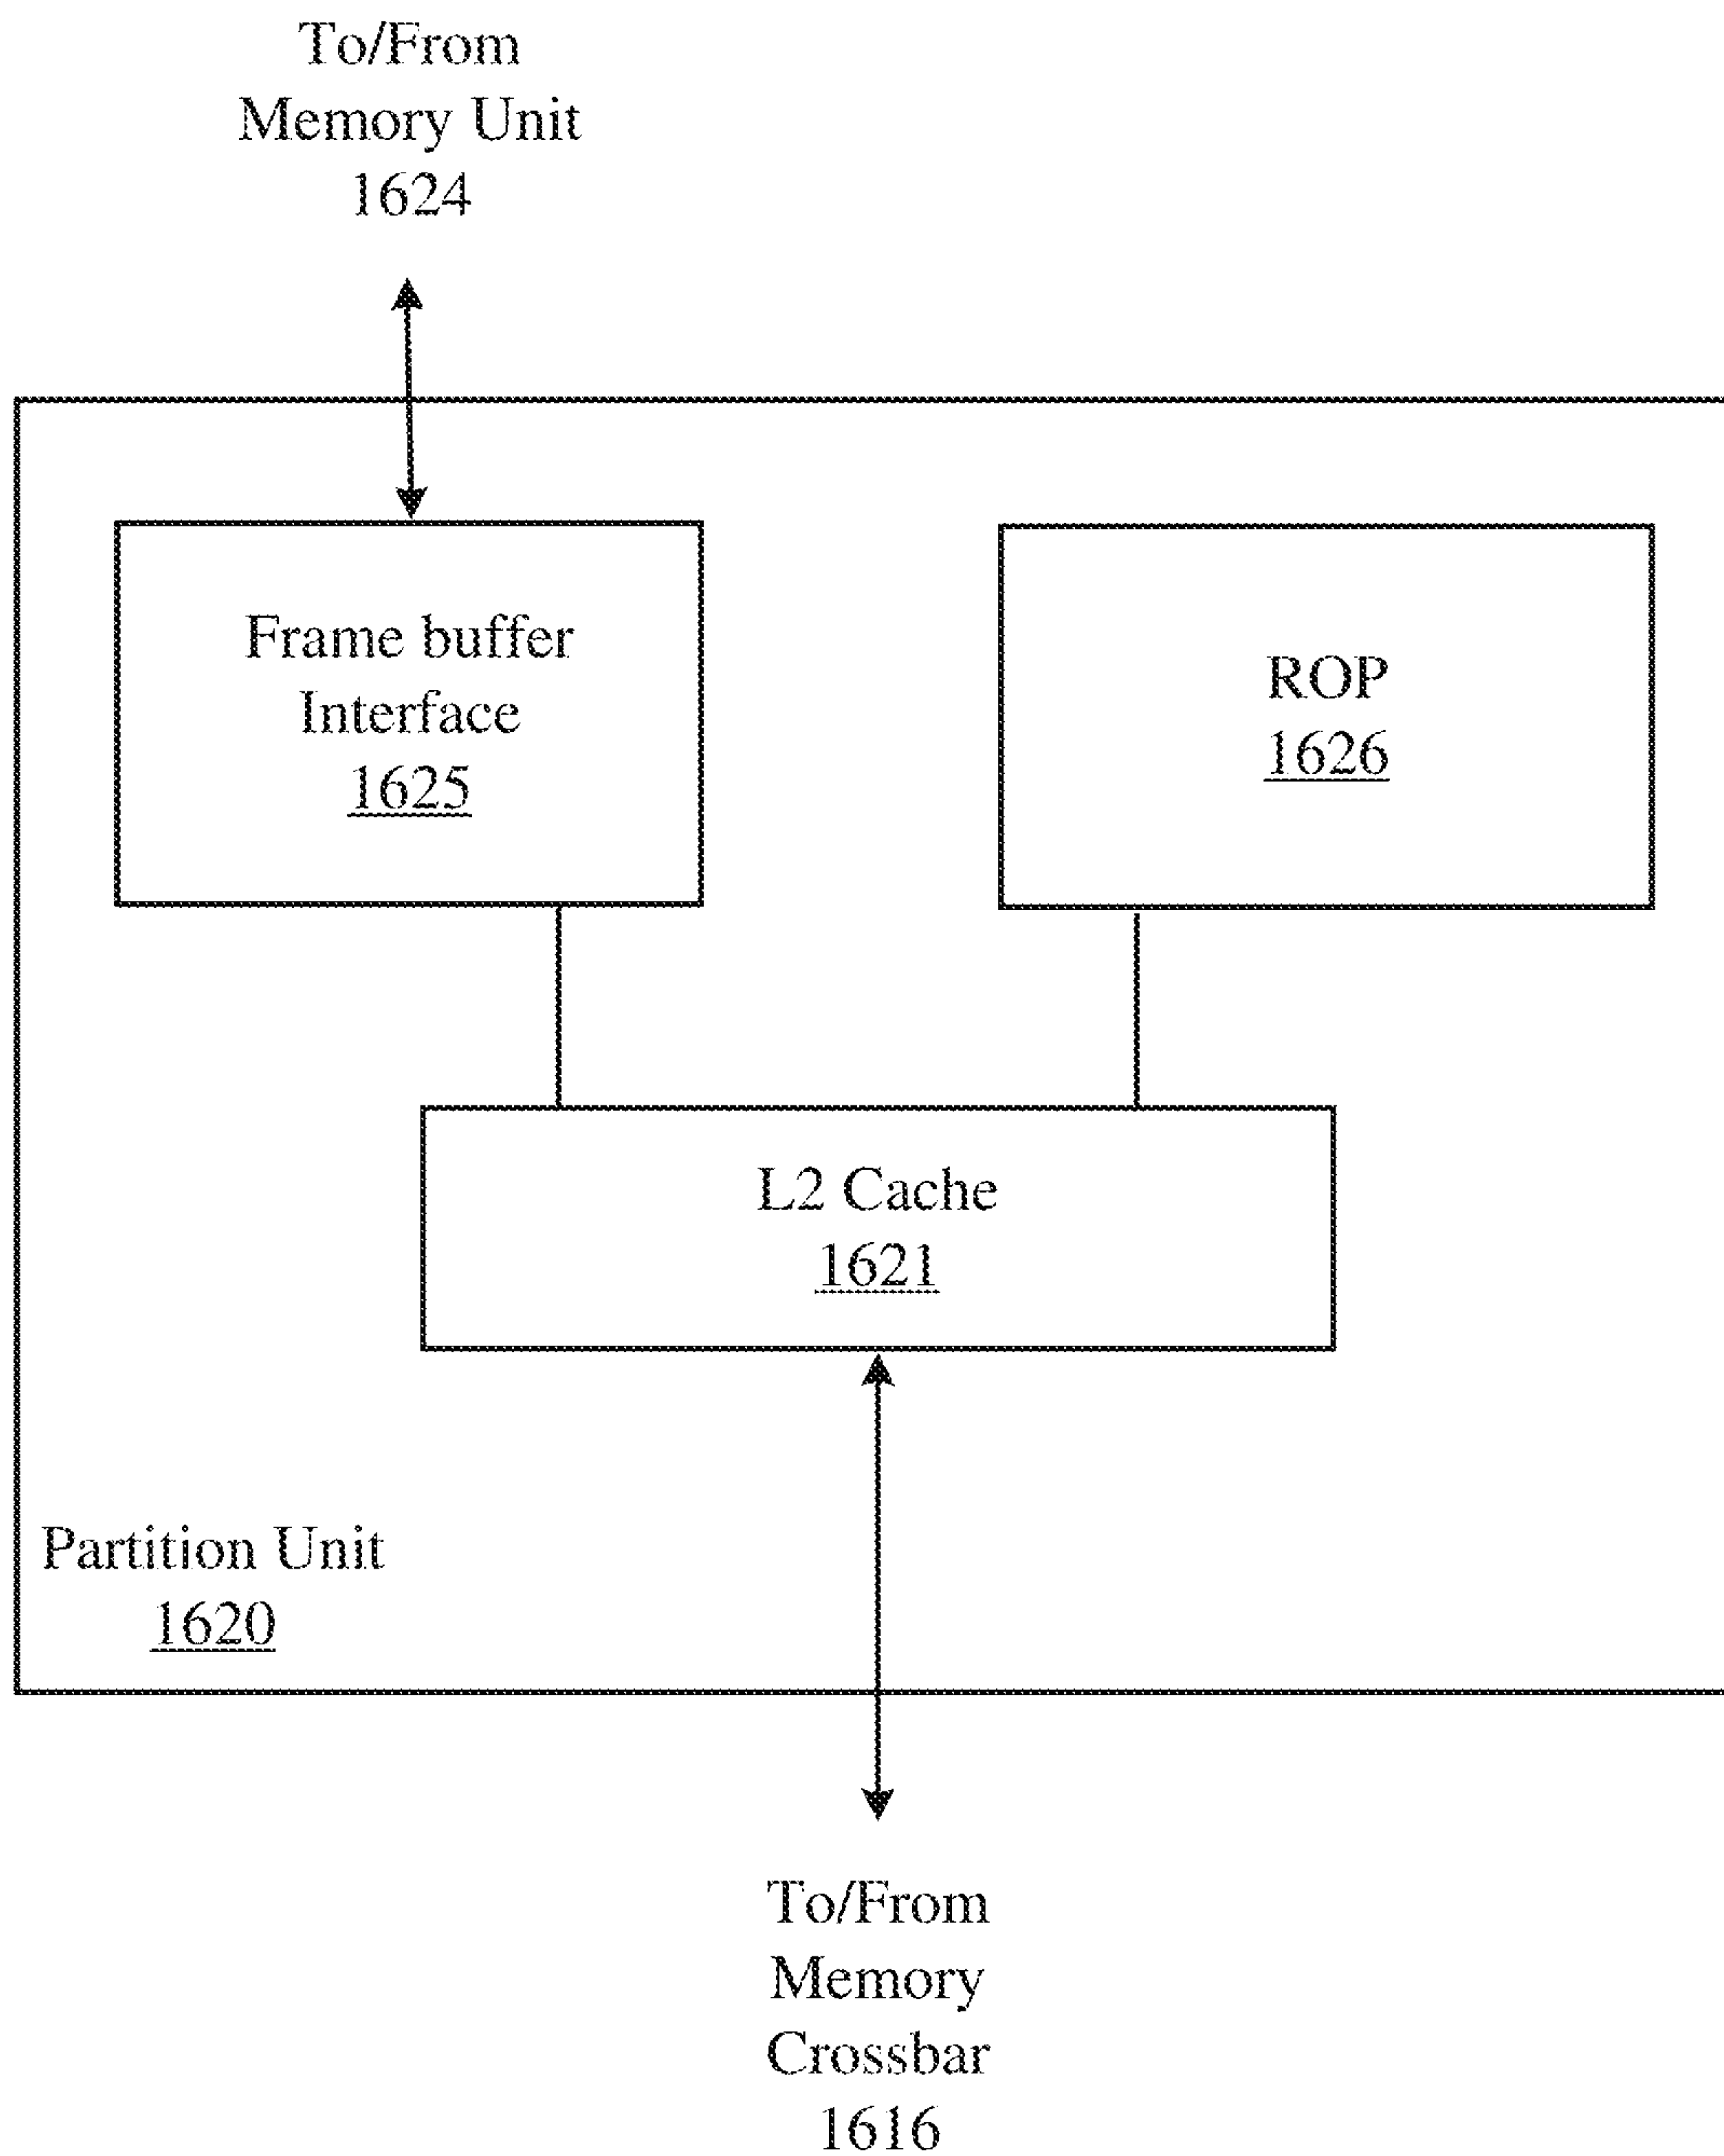 To/From
Memory Unit
1624
Frame buffer
Interface
1625
ROP
1626
L2 Cache
1621
Partition Unit
1620
To/From
Memory
Crossbar
1616